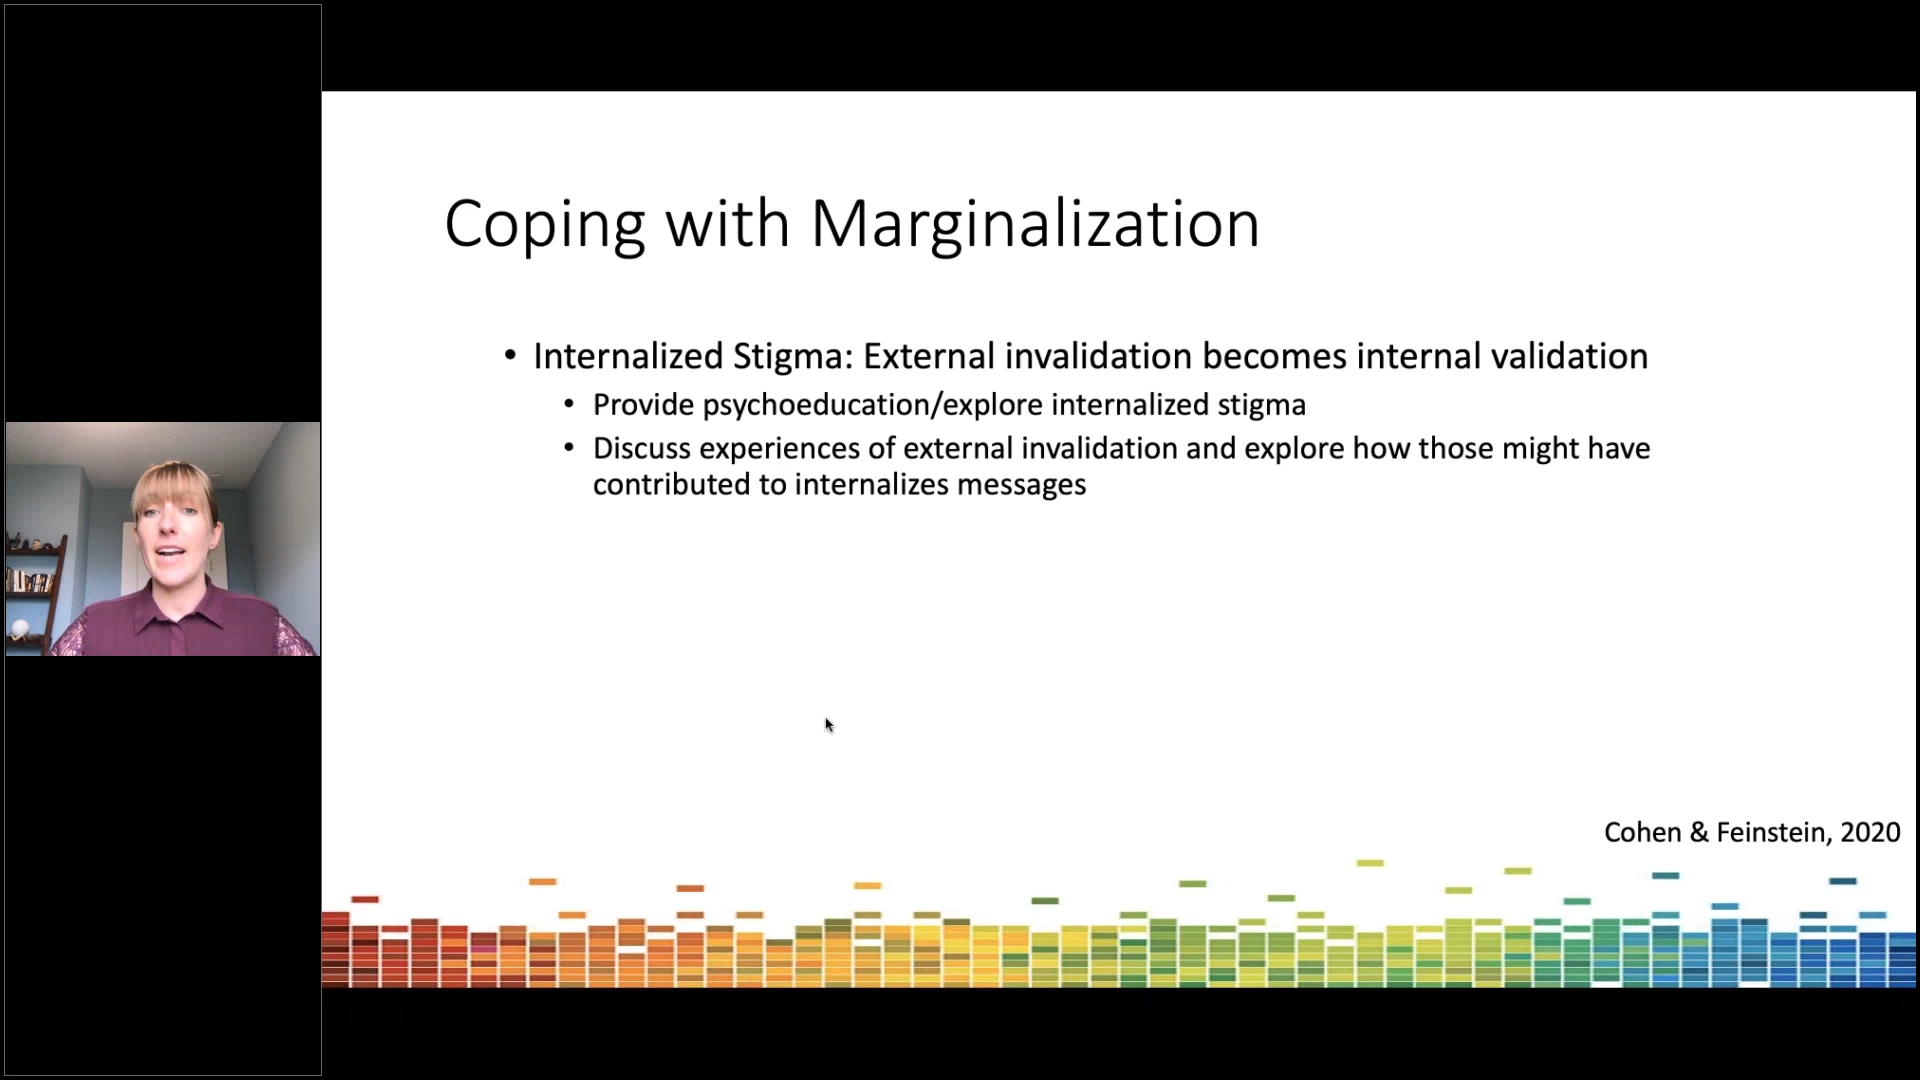 Coping with Marginalization
• Internalized Stigma: External invalidation becomes internal validation
• Provide psychoeducation/explore internalized stigma
• Discuss experiences of external invalidation and explore how those might have
contributed to internalizes messages
Cohen & Feinstein, 2020